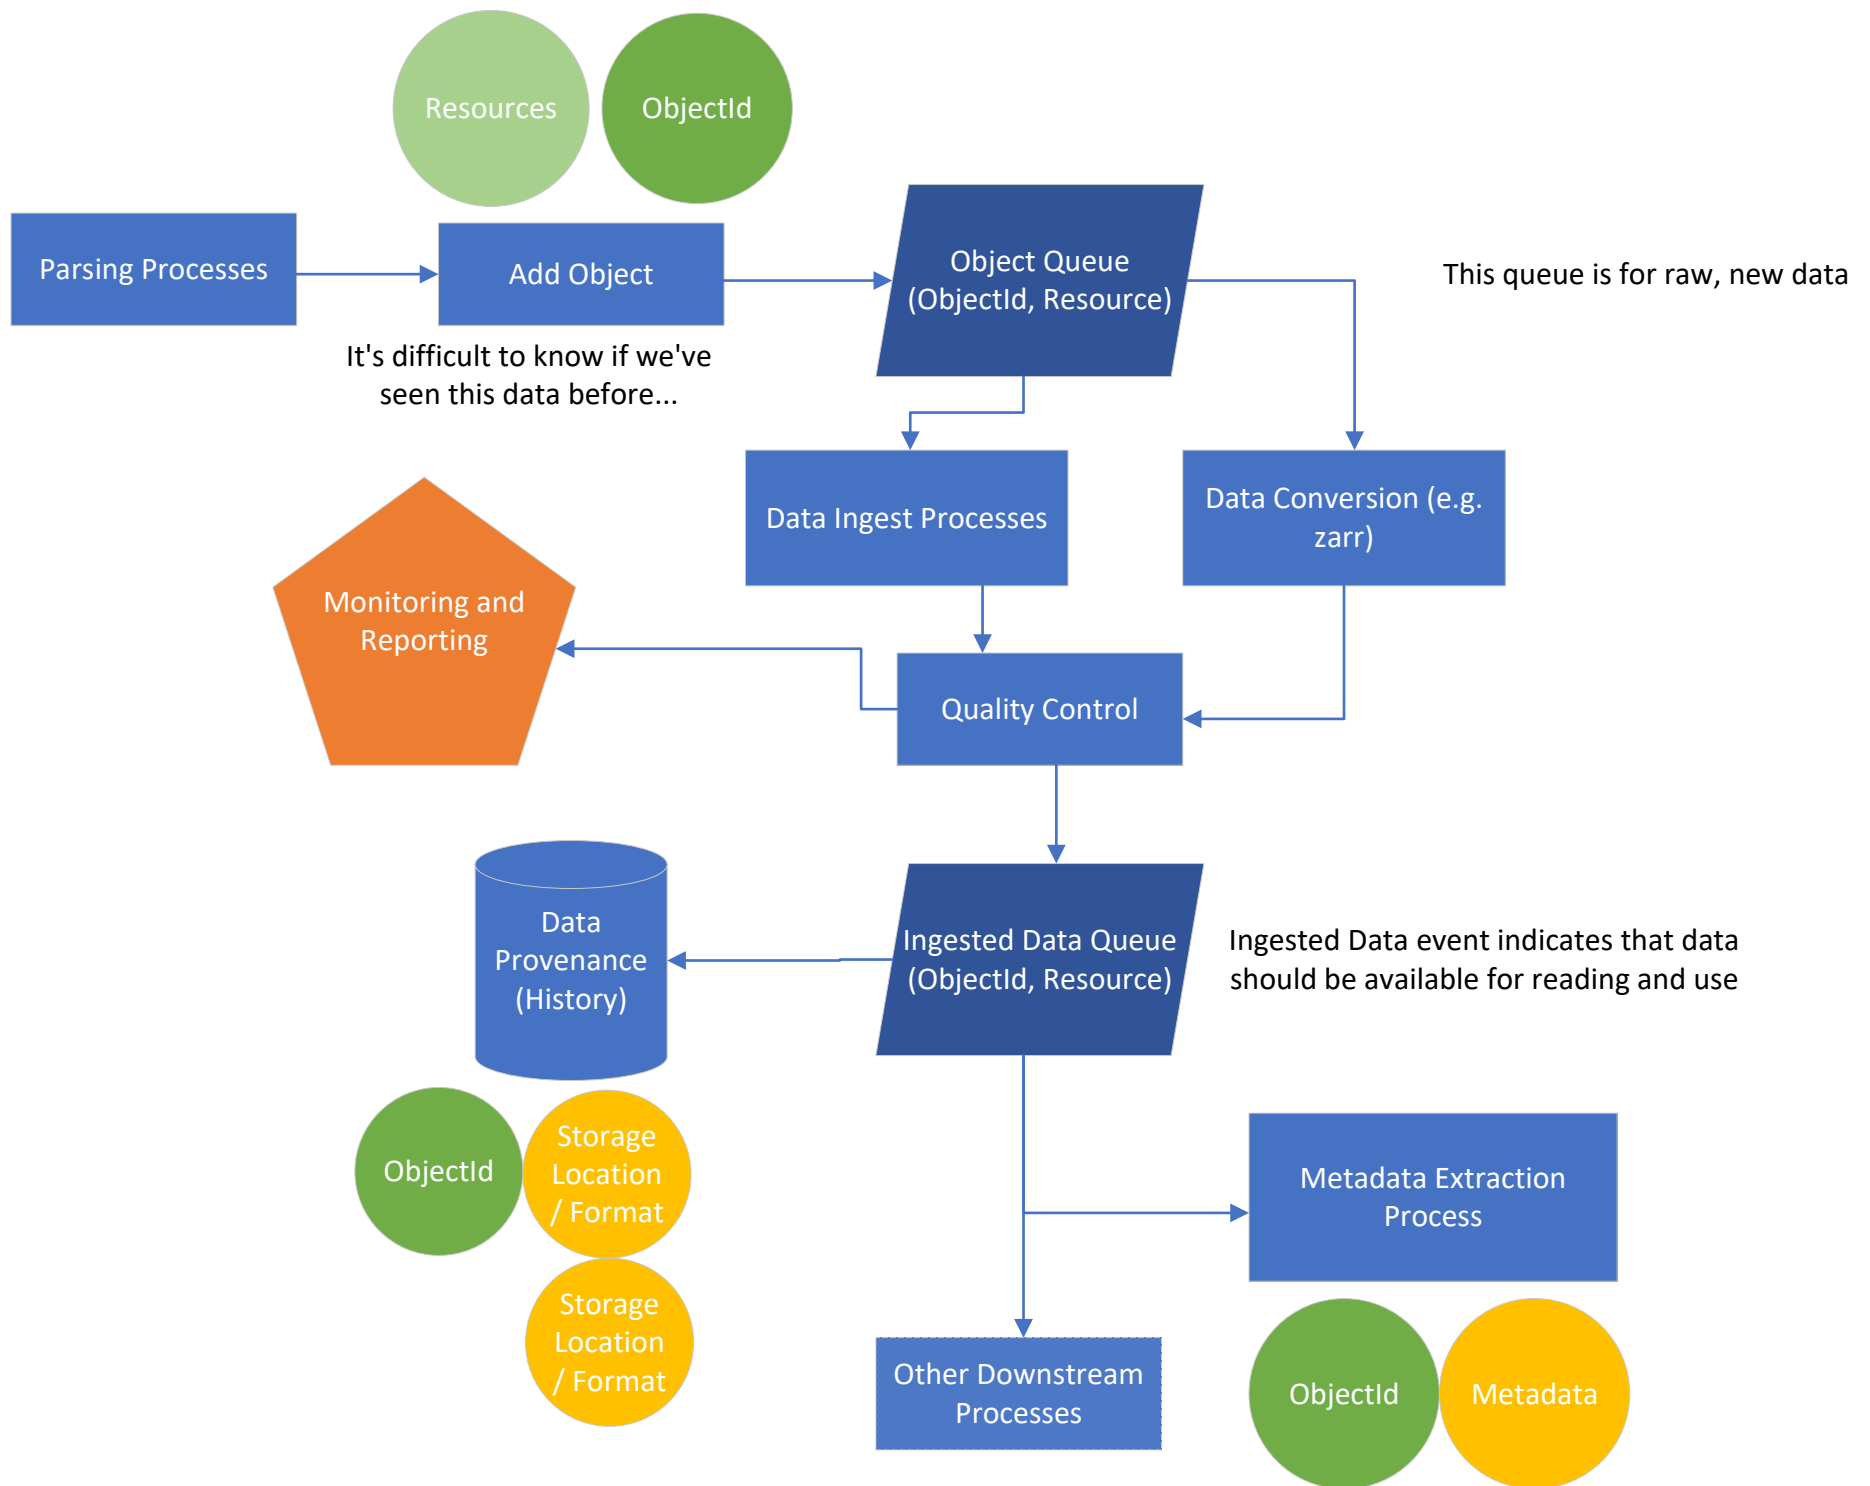 Resources
ObjectId
Parsing Processes
Add Object
Object Queue
(ObjectId, Resource)
This queue is for raw, new data
It's difficult to know if we've
seen this data before...
Data Ingest Processes
Data Conversion (e.g.
zarr)
Monitoring and
Reporting
Quality Control
Data
Provenance
(History)
Ingested Data Queue
(ObjectId, Resource)
Ingested Data event indicates that data
should be available for reading and use
ObjectId
Storage
Location
/ Format
Storage
Location
/ Format
Metadata Extraction
Process
Other Downstream
Processes
ObjectId
Metadata